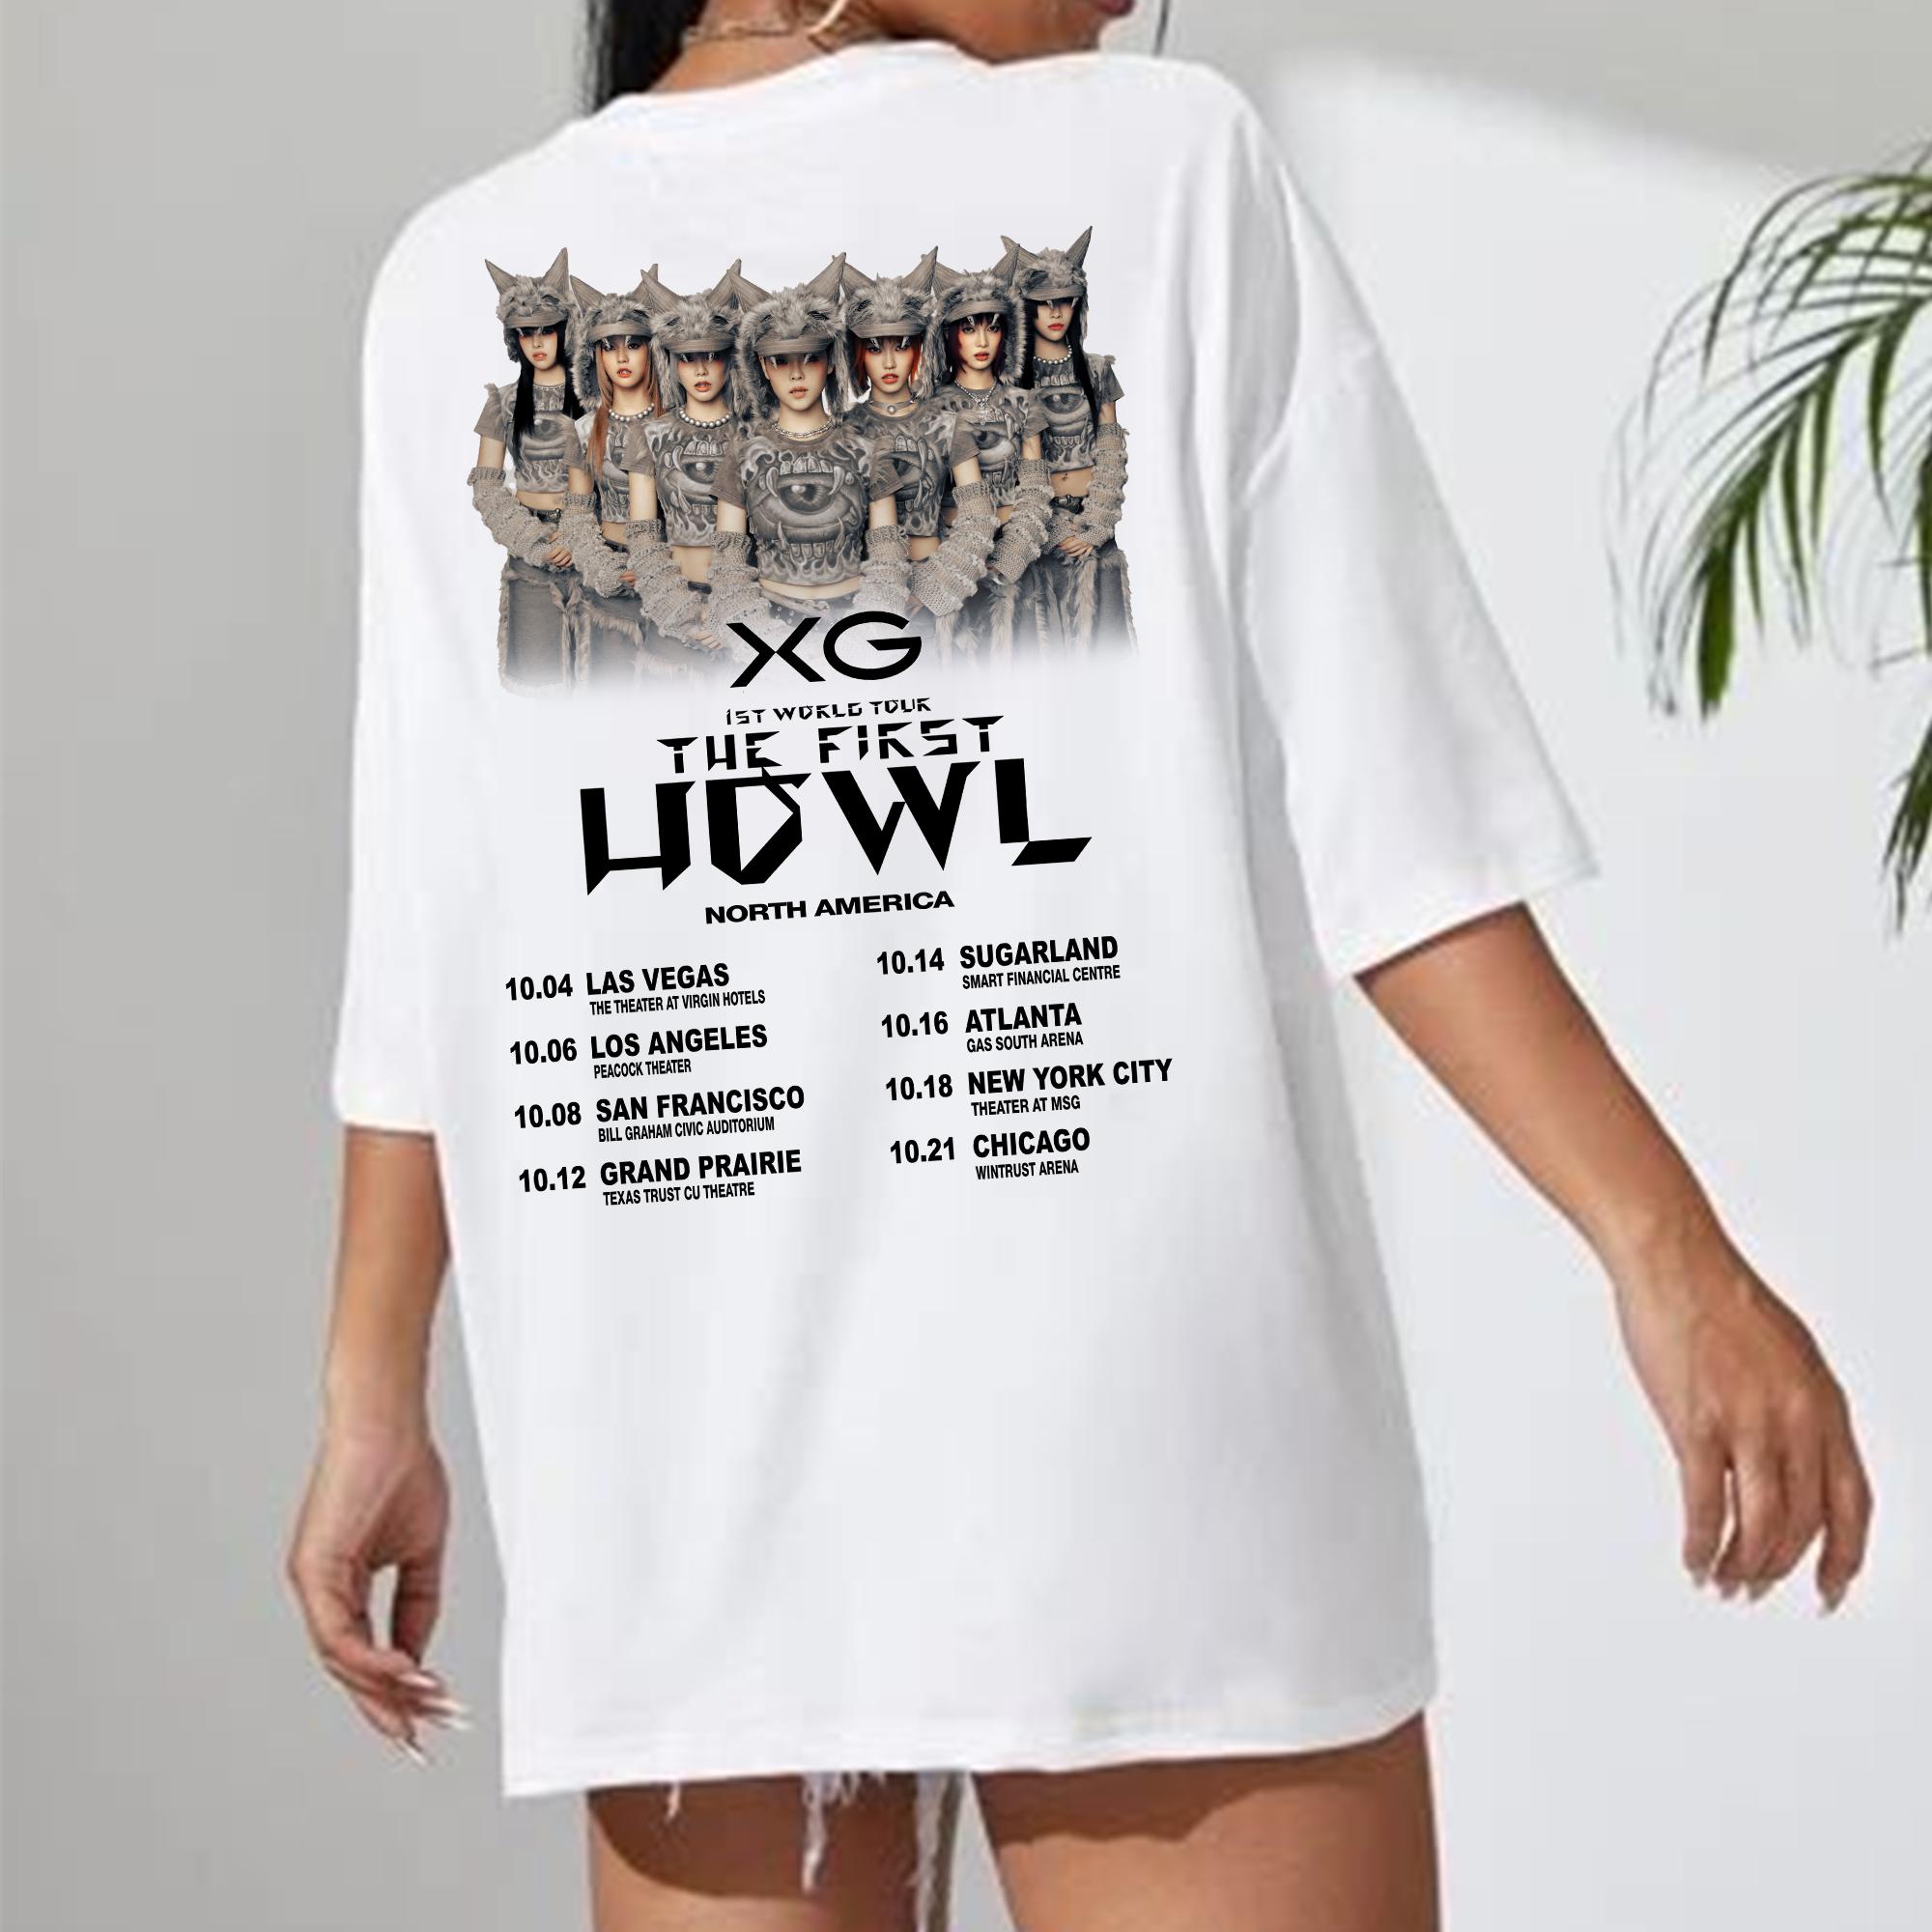 XG
1ST WORLD TOUR
THE FIRST
HOWL
NORTH AMERICA
10.04 LAS VEGAS
THE THEATER AT VIRGIN HOTELS
10.06 LOS ANGELES
PEACOCK THEATER
10.08 SAN FRANCISCO
BILL GRAHAM CIVIC AUDITORIUM
10.12 GRAND PRAIRIE
TEXAS TRUST CU THEATRE
10.14 SUGARLAND
SMART FINANCIAL CENTRE
10.16 ATLANTA
GAS SOUTH ARENA
10.18 NEW YORK CITY
THEATER AT MSG
10.21 CHICAGO
WINTRUST ARENA